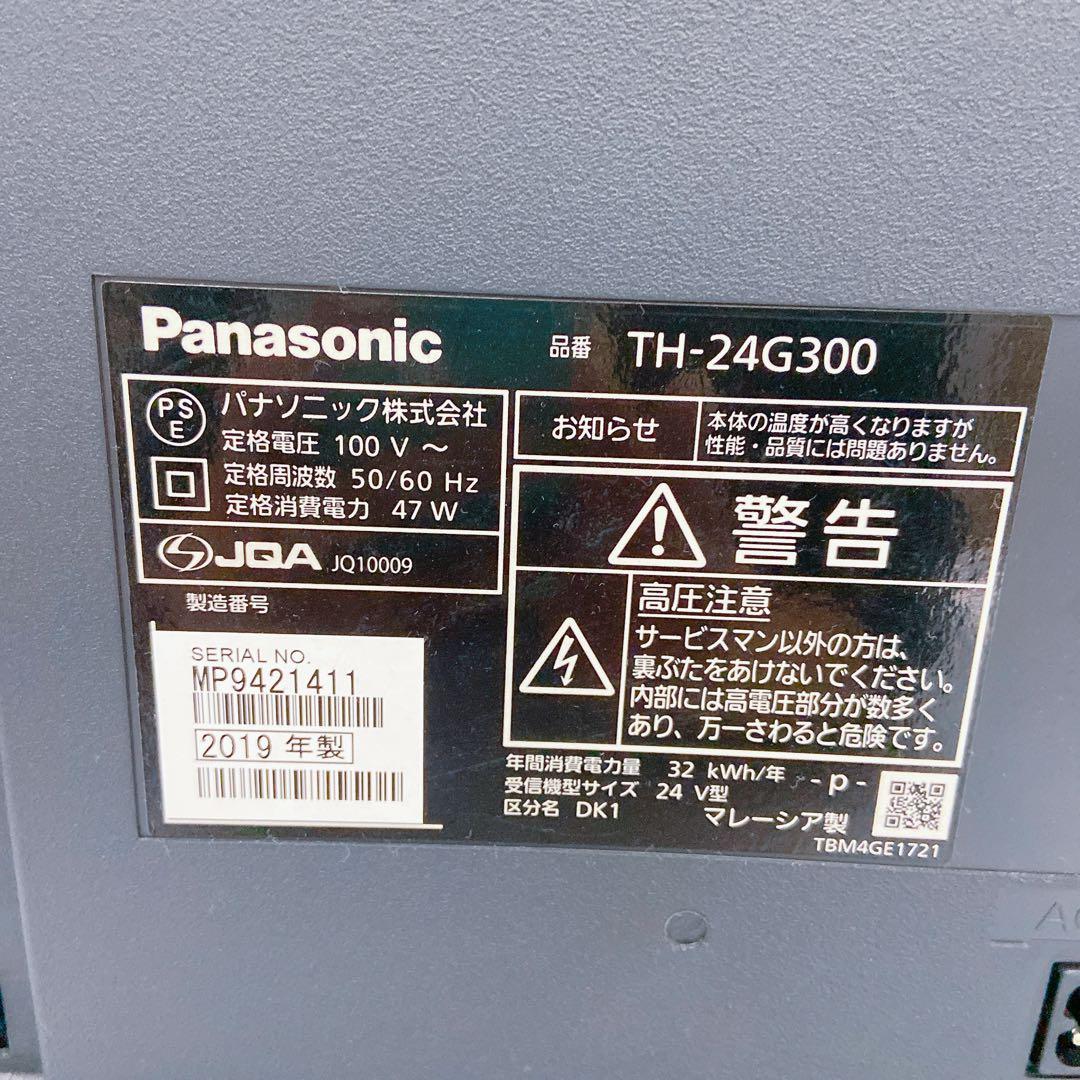 Panasonic
品番 TH-24G300
PS
E
パナソニック株式会社
定格電圧 100 V ～
定格周波数 50/60 Hz
定格消費電力 47 W
JQA JQ10009
製造番号
SERIAL NO.
MP9421411
2019 年製
お知らせ
本体の温度が高くなりますが
性能・品質には問題ありません。
警告
高圧注意
サービスマン以外の方は、
裏ぶたをあけないでください。
内部には高電圧部分が数多く
あり、万一さわると危険です。
年間消費電力量 32 kWh/年 -p-
受信機型サイズ 24 V型
区分名 DK1
マレーシア製
TBM4GE1721